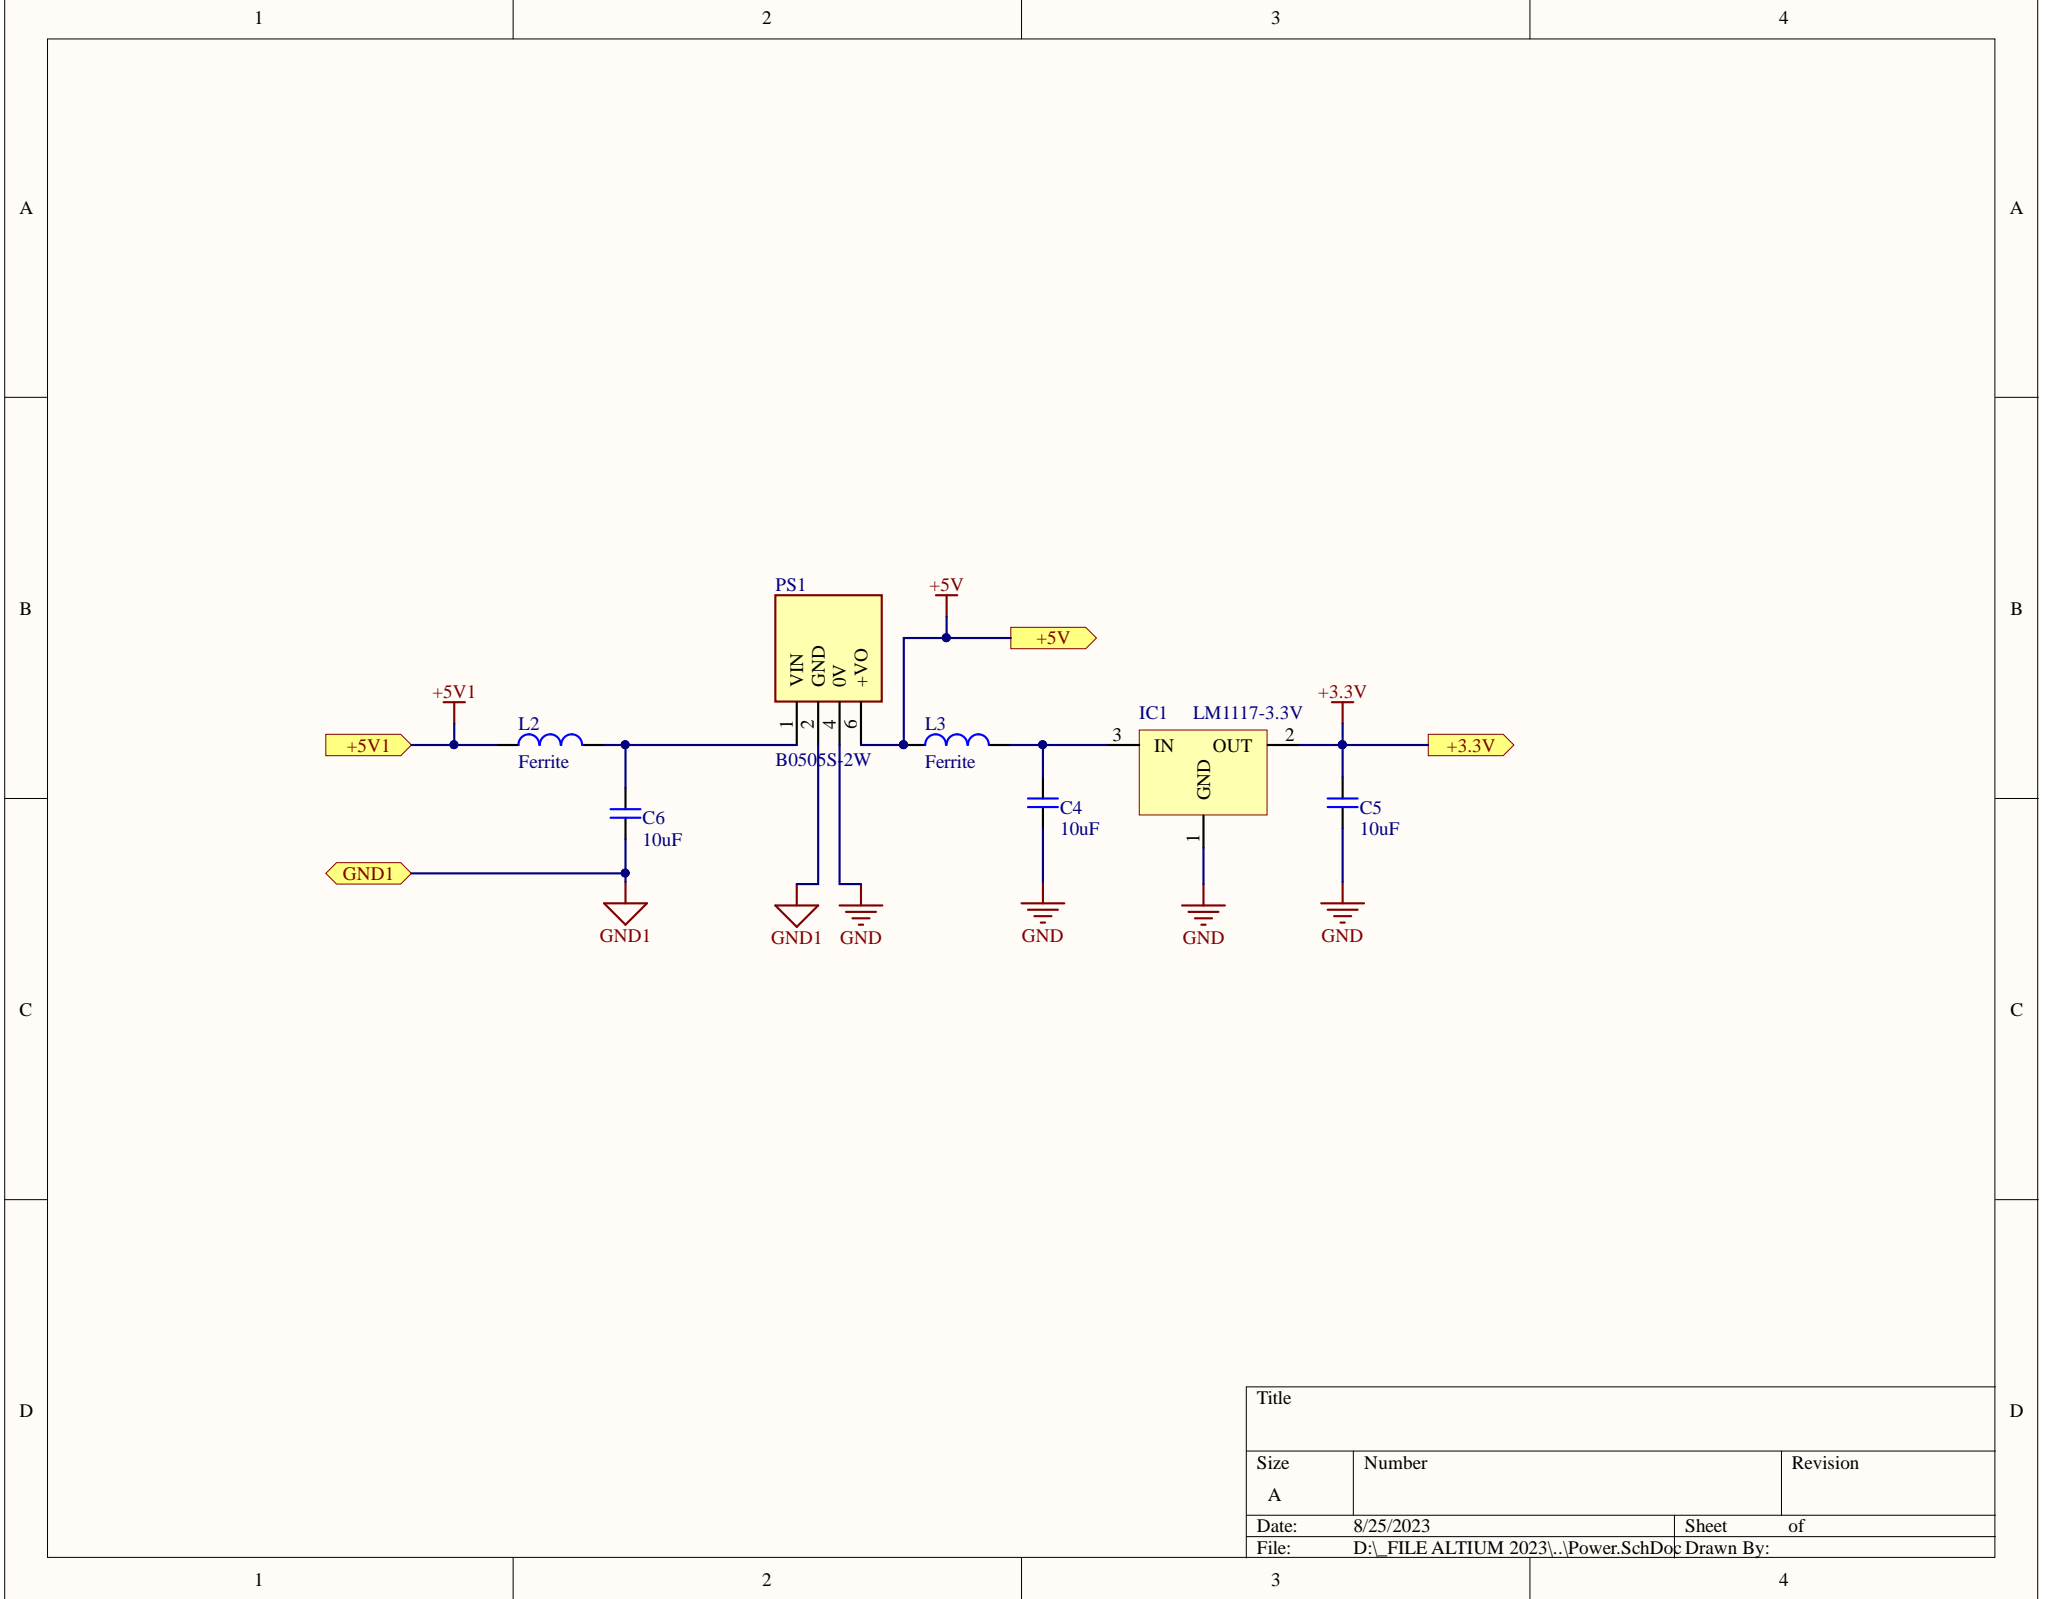 1
2
3
4
A
A
B
B
C
C
D
D
PS1
VIN
GND
0V
+VO
1
2
4
6
B0505S-2W
+5V
+5V
+5V1
+5V1
L2
Ferrite
L3
Ferrite
C6
10uF
GND1
GND1
GND1
GND
IC1
LM1117-3.3V
3
IN
OUT
2
GND
1
C4
10uF
GND
GND
+3.3V
+3.3V
C5
10uF
GND
Title
Size
Number
Revision
A
Date:
8/25/2023
Sheet of
File:
D:\_FILE ALTIUM 2023\..\Power.SchDoc
Drawn By:
1
2
3
4